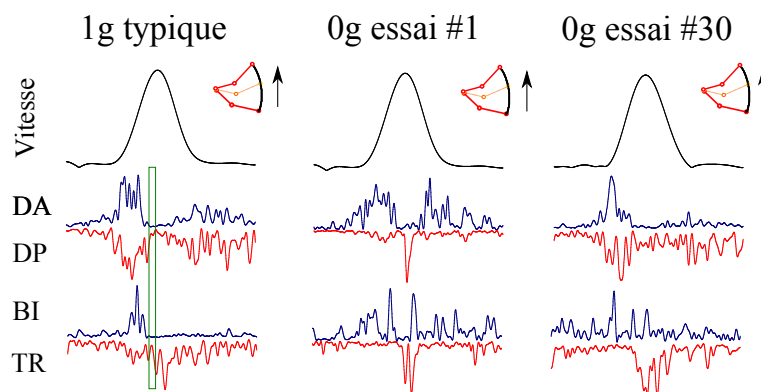 1g typique
0g essai #1
0g essai #30
Vitesse
DA
DP
BI
TR